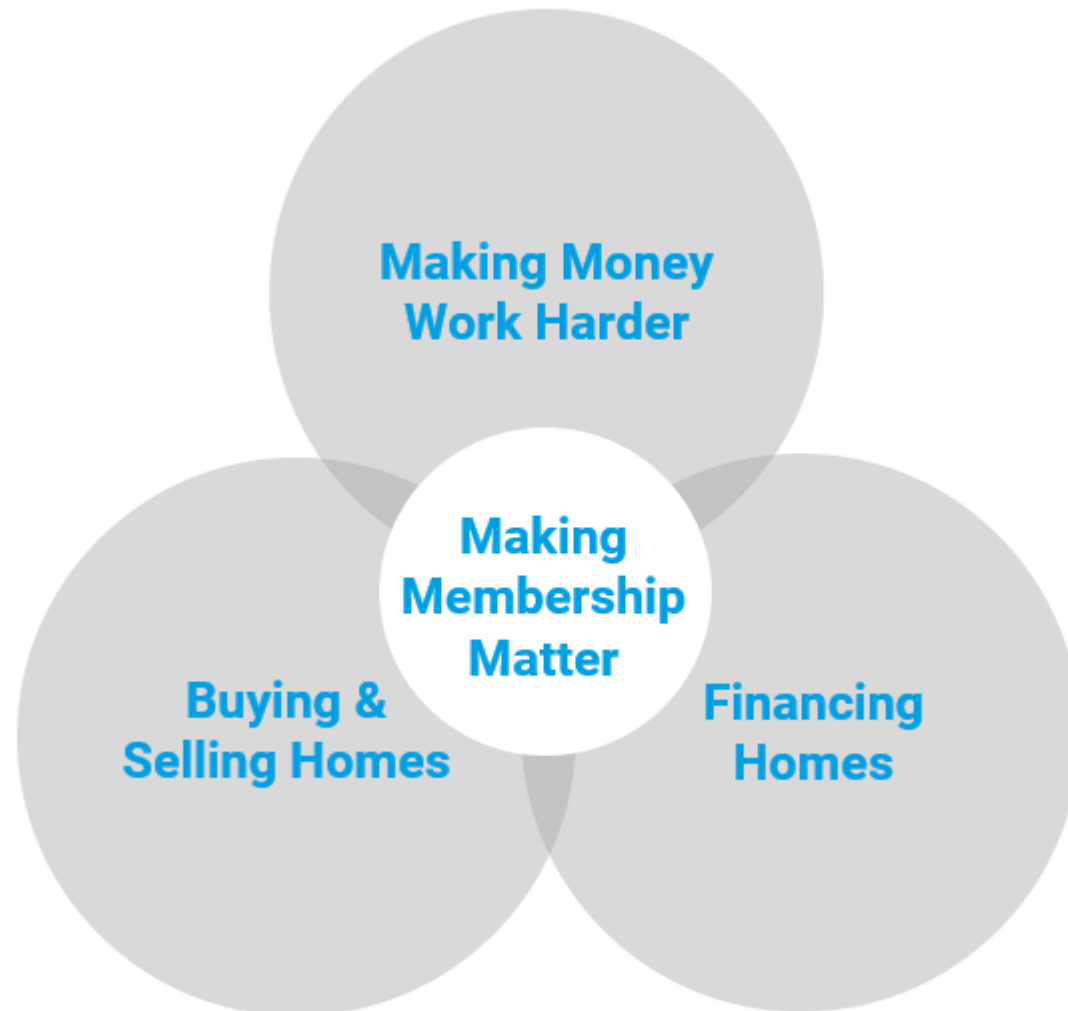 Making Money
Work Harder
Making
Membership
Matter
Buying &
Selling Homes
Financing
Homes